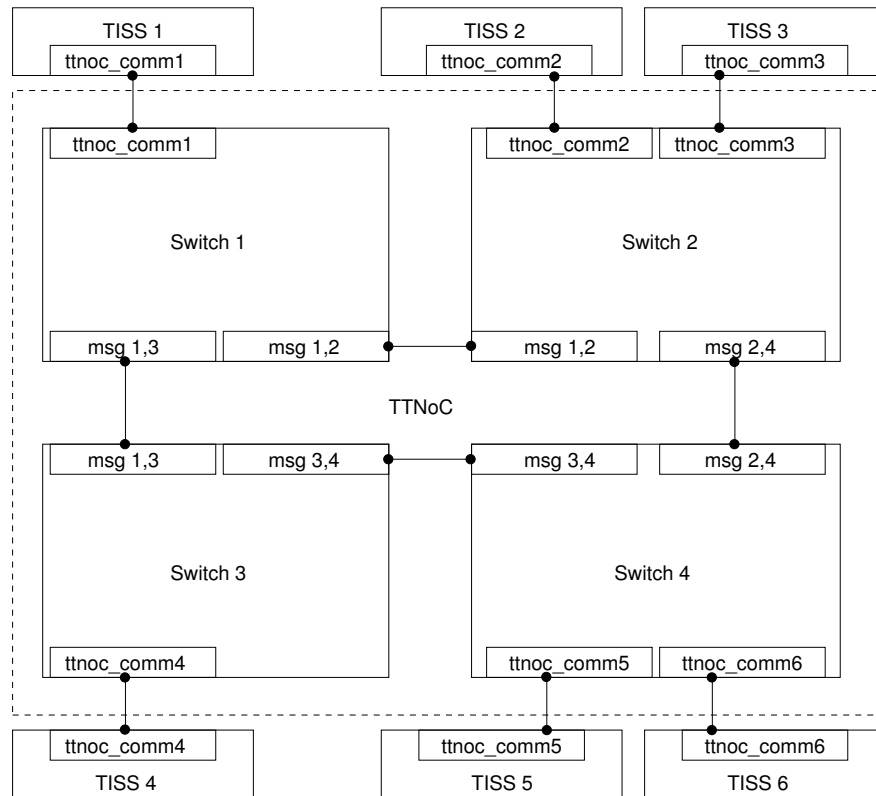 TISS 1 TISS 2 TISS 3
ttnoc_comm1 ttnoc_comm2 ttnoc_comm3
ttnoc_comm1 ttnoc_comm2 ttnoc_comm3
Switch 1 Switch 2
msg 1,3 msg 1,2 msg 1,2 msg 2,4
TTNoC
msg 1,3 msg 3,4 msg 3,4 msg 2,4
Switch 3 Switch 4
ttnoc_comm4 ttnoc_comm5 ttnoc_comm6
ttnoc_comm4 ttnoc_comm5 ttnoc_comm6
TISS 4 TISS 5 TISS 6